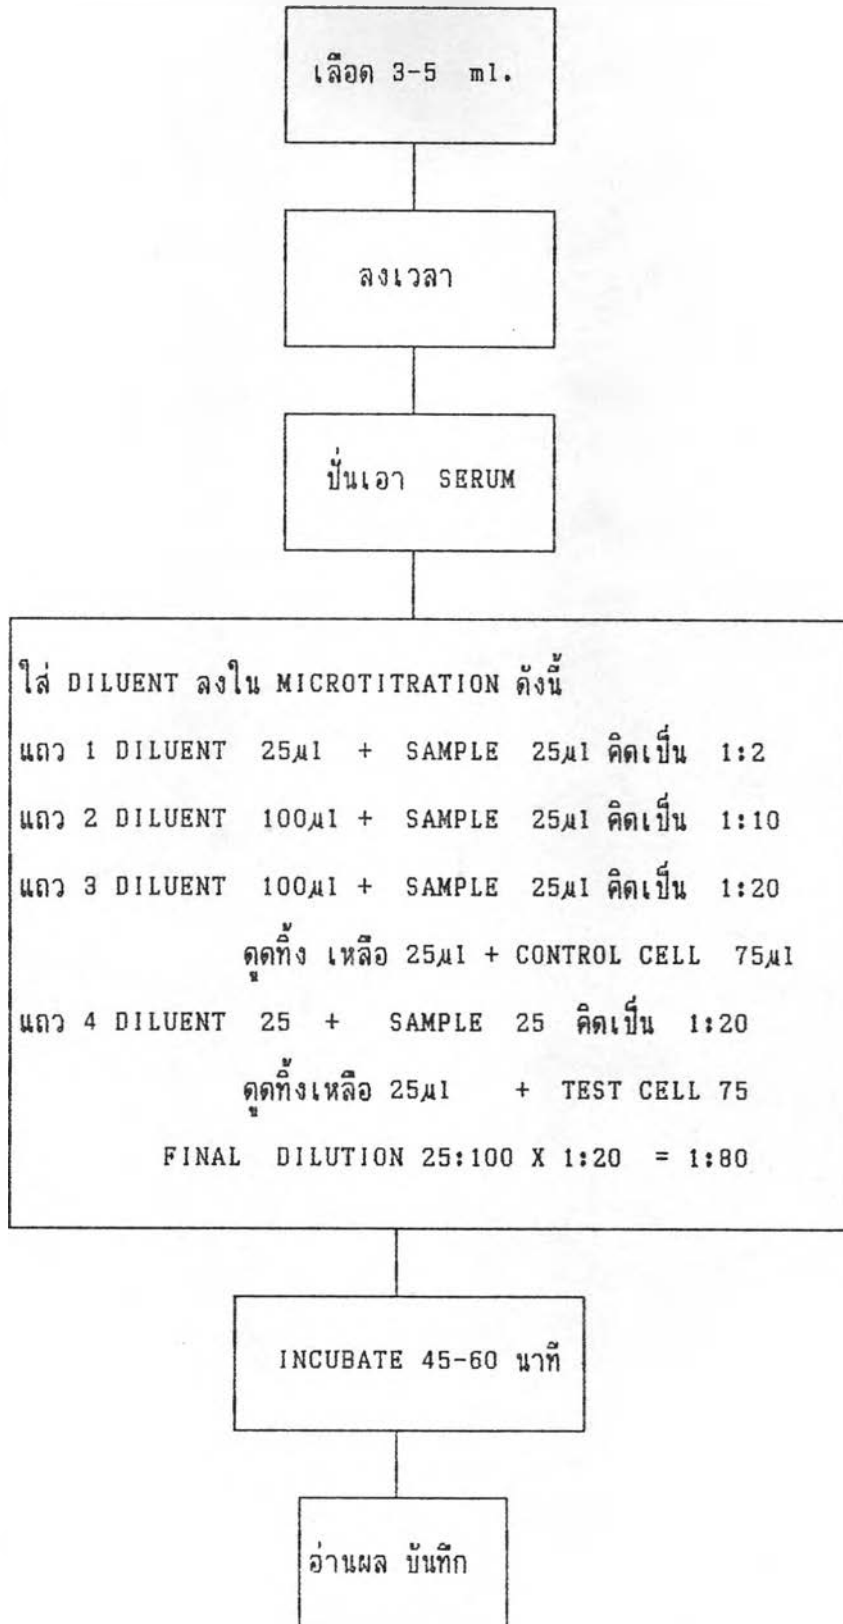 เลือด 3-5 ml.
ลงเวลา
ปั่นเอา SERUM
ใส่ DILUENT ลงใน MICROTITRATION ดังนี้
แถว 1 DILUENT 25µl + SAMPLE 25µl คิดเป็น 1:2
แถว 2 DILUENT 100µl + SAMPLE 25µl คิดเป็น 1:10
แถว 3 DILUENT 100µl + SAMPLE 25µl คิดเป็น 1:20
ดูดทิ้ง เหลือ 25µl + CONTROL CELL 75µl
แถว 4 DILUENT 25 + SAMPLE 25 คิดเป็น 1:20
ดูดทิ้งเหลือ 25µl + TEST CELL 75
FINAL DILUTION 25:100 X 1:20 = 1:80
INCUBATE 45-60 นาที
อ่านผล บันทึก